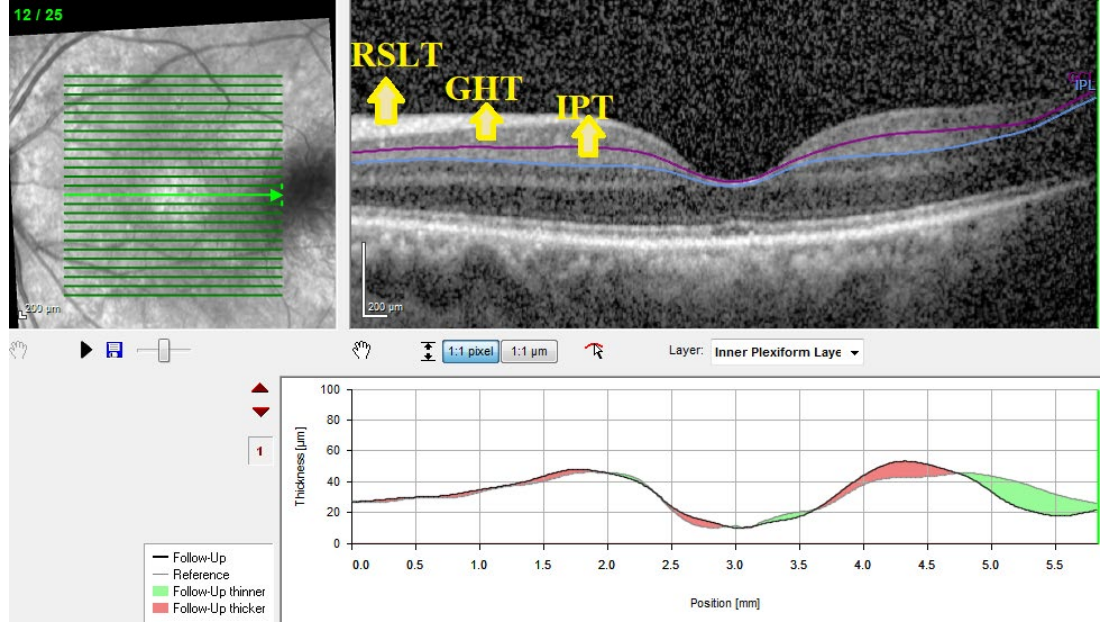 12 / 25
200 µm
RSLT
GHT
IPT
IPL
200 µm
1:1 pixel
1:1 µm
Layer:
Inner Plexiform Laye
1
Thickness [µm]
100
80
60
40
20
0
0.0 0.5 1.0 1.5 2.0 2.5 3.0 3.5 4.0 4.5 5.0 5.5
Position [mm]
Follow-Up
Reference
Follow-Up thinner
Follow-Up thicker